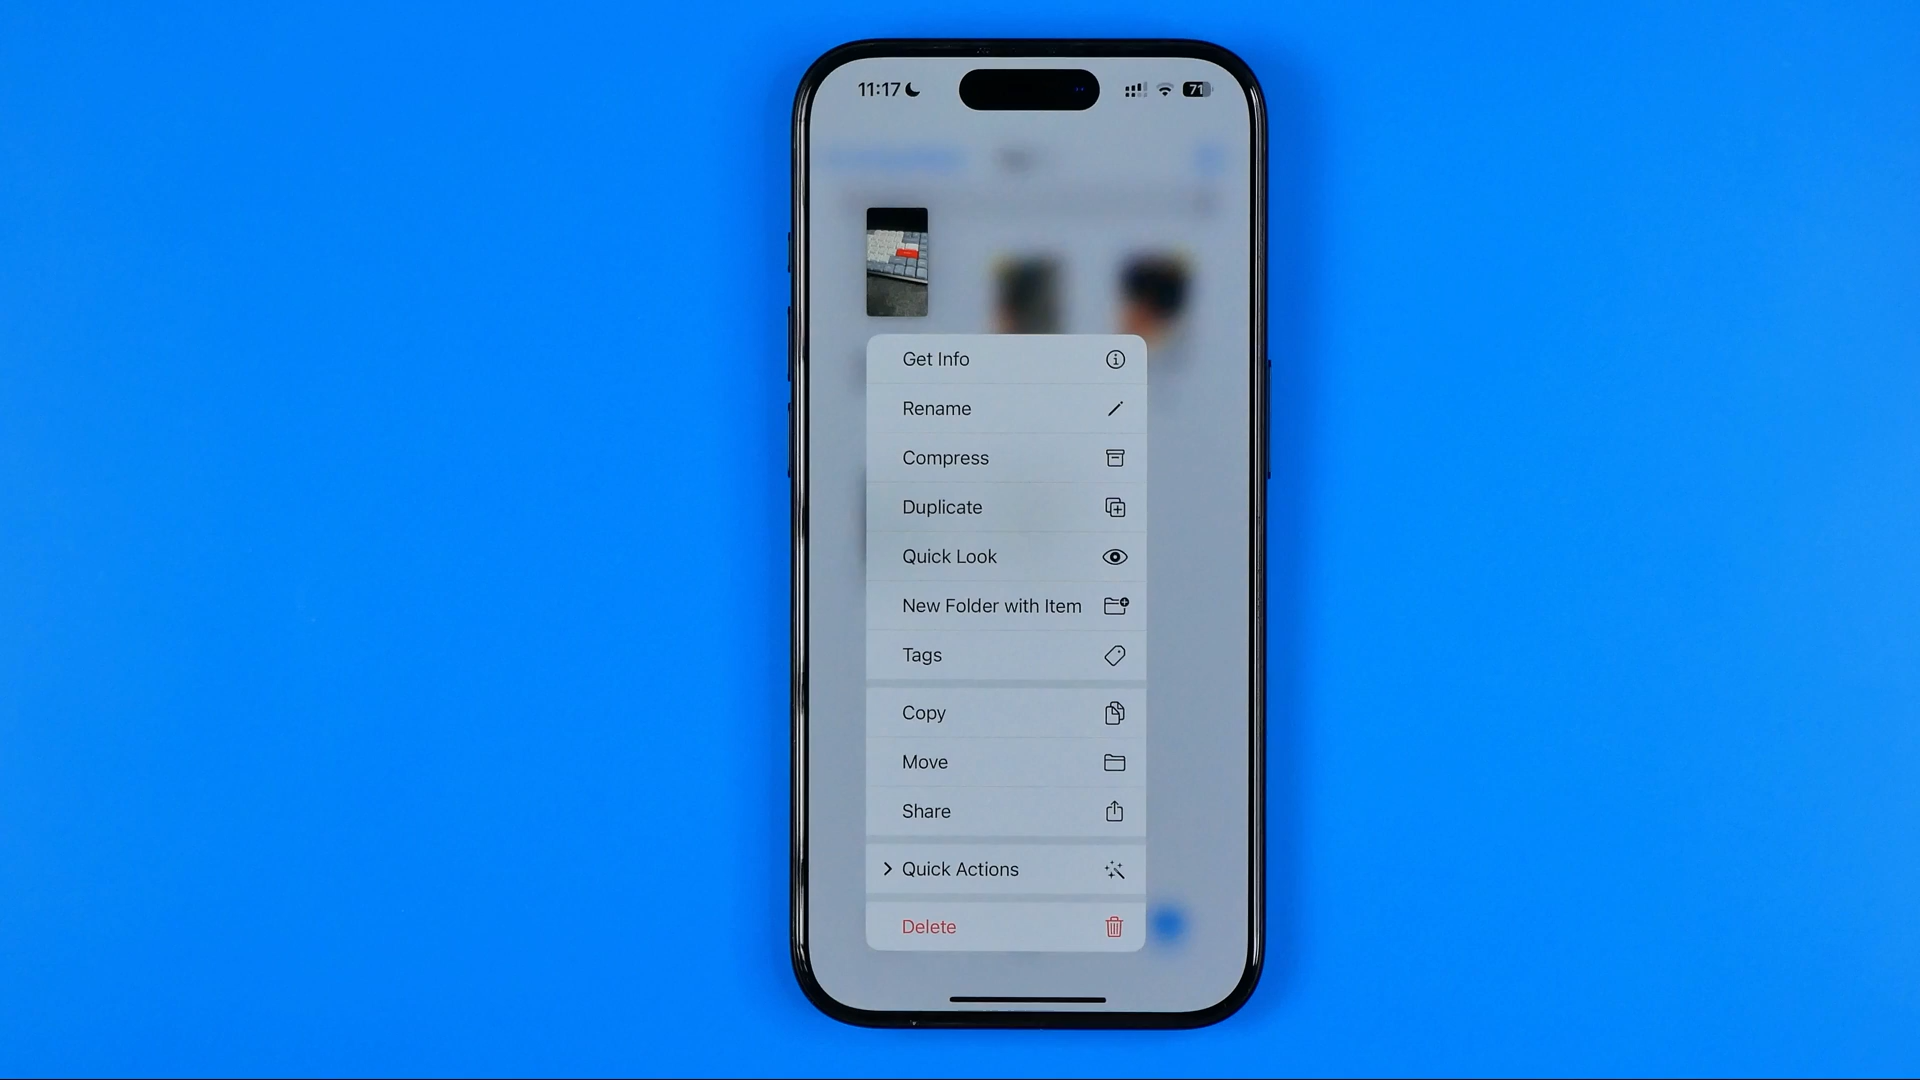 11:17
71
Get Info
Rename
Compress
Duplicate
Quick Look
New Folder with Item
Tags
Copy
Move
Share
Quick Actions
Delete